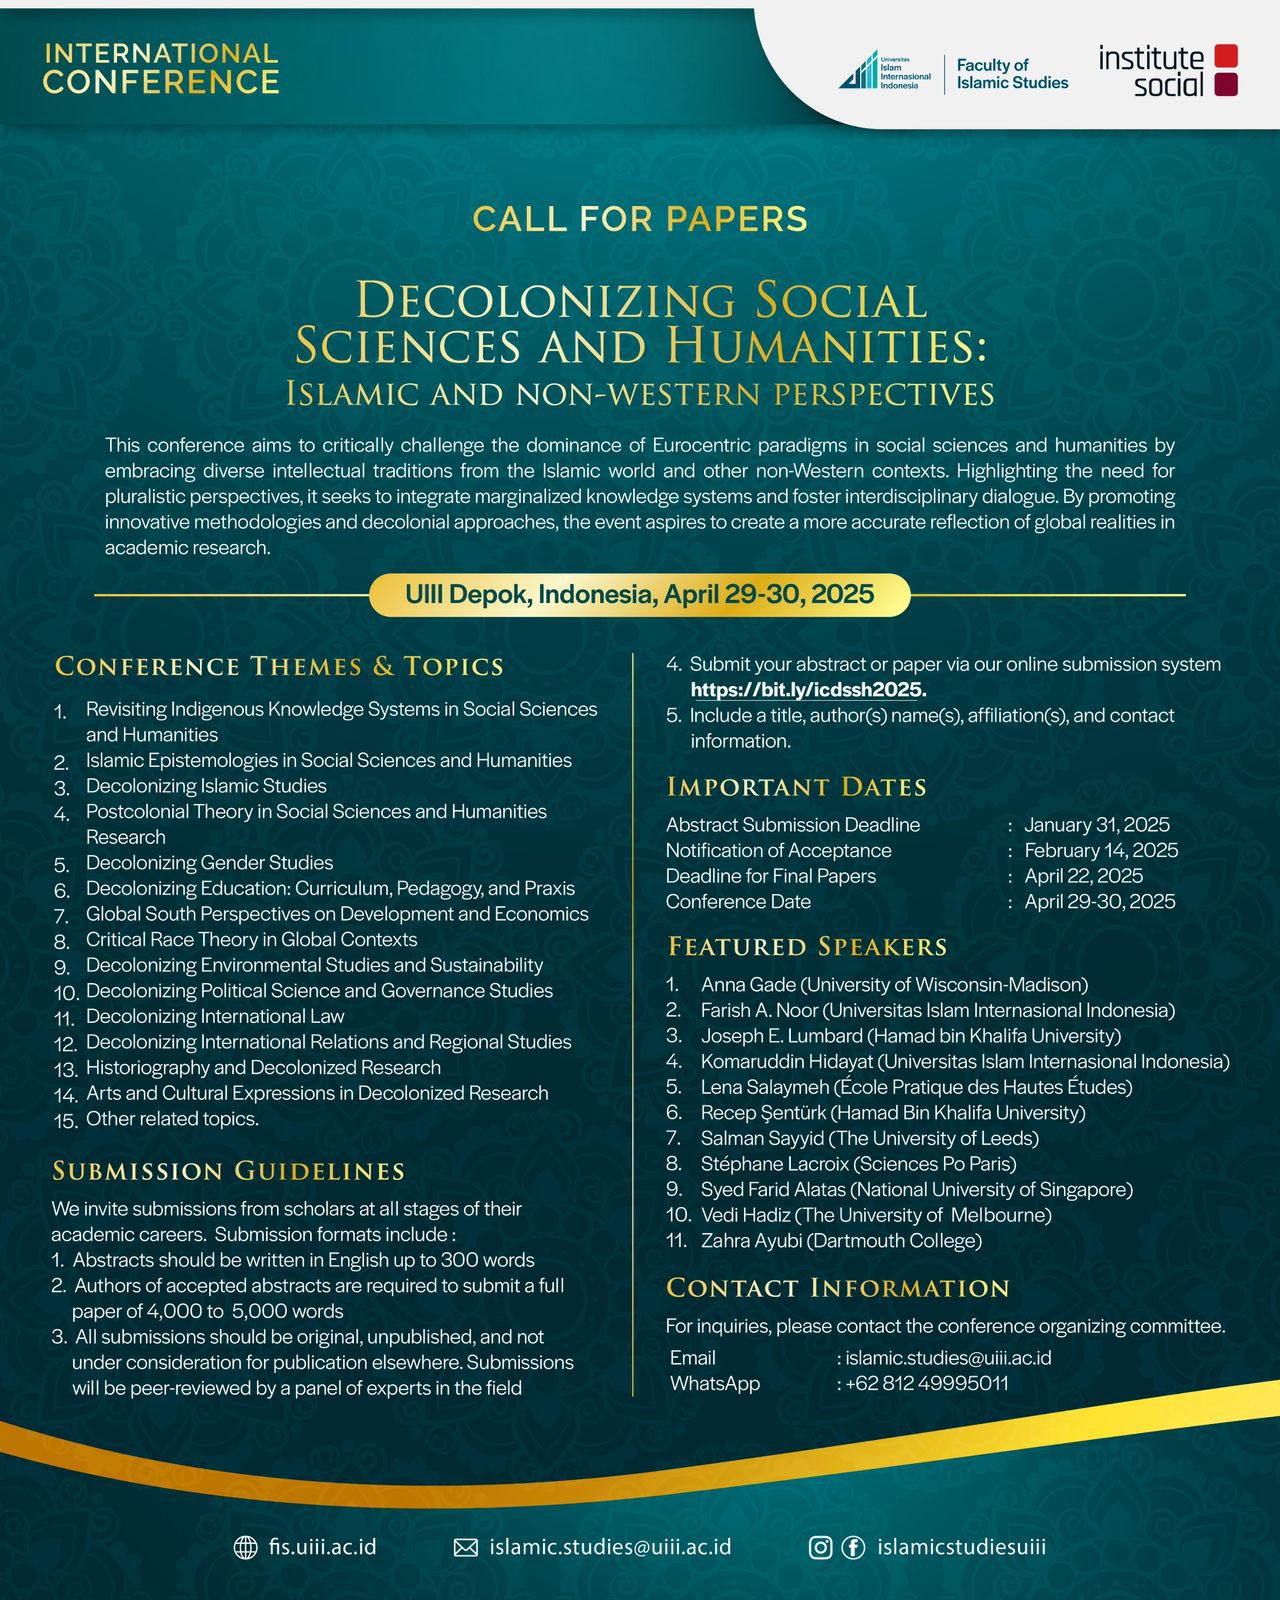 INTERNATIONAL
CONFERENCE
Universitas
Islam
Internasional
Indonesia
Faculty of
Islamic Studies
institute
social
CALL FOR PAPERS
DECOLONIZING SOCIAL
SCIENCES AND HUMANITIES:
ISLAMIC AND NON-WESTERN PERSPECTIVES
This conference aims to critically challenge the dominance of Eurocentric paradigms in social sciences and humanities by
embracing diverse intellectual traditions from the Islamic world and other non-Western contexts. Highlighting the need for
pluralistic perspectives, it seeks to integrate marginalized knowledge systems and foster interdisciplinary dialogue. By promoting
innovative methodologies and decolonial approaches, the event aspires to create a more accurate reflection of global realities in
academic research.
UIII Depok, Indonesia, April 29-30, 2025
CONFERENCE THEMES & TOPICS
1. Revisiting Indigenous Knowledge Systems in Social Sciences
and Humanities
2. Islamic Epistemologies in Social Sciences and Humanities
3. Decolonizing Islamic Studies
4. Postcolonial Theory in Social Sciences and Humanities
Research
5. Decolonizing Gender Studies
6. Decolonizing Education: Curriculum, Pedagogy, and Praxis
7. Global South Perspectives on Development and Economics
8. Critical Race Theory in Global Contexts
9. Decolonizing Environmental Studies and Sustainability
10. Decolonizing Political Science and Governance Studies
11. Decolonizing International Law
12. Decolonizing International Relations and Regional Studies
13. Historiography and Decolonized Research
14. Arts and Cultural Expressions in Decolonized Research
15. Other related topics.
SUBMISSION GUIDELINES
We invite submissions from scholars at all stages of their
academic careers. Submission formats include :
1. Abstracts should be written in English up to 300 words
2. Authors of accepted abstracts are required to submit a full
paper of 4,000 to 5,000 words
3. All submissions should be original, unpublished, and not
under consideration for publication elsewhere. Submissions
will be peer-reviewed by a panel of experts in the field
4. Submit your abstract or paper via our online submission system
https://bit.ly/icdssh2025.
5. Include a title, author(s) name(s), affiliation(s), and contact
information.
IMPORTANT DATES
Abstract Submission Deadline : January 31, 2025
Notification of Acceptance : February 14, 2025
Deadline for Final Papers : April 22, 2025
Conference Date : April 29-30, 2025
FEATURED SPEAKERS
1. Anna Gade (University of Wisconsin-Madison)
2. Farish A. Noor (Universitas Islam Internasional Indonesia)
3. Joseph E. Lumbard (Hamad bin Khalifa University)
4. Komaruddin Hidayat (Universitas Islam Internasional Indonesia)
5. Lena Salaymeh (École Pratique des Hautes Études)
6. Recep Şentürk (Hamad Bin Khalifa University)
7. Salman Sayyid (The University of Leeds)
8. Stéphane Lacroix (Sciences Po Paris)
9. Syed Farid Alatas (National University of Singapore)
10. Vedi Hadiz (The University of Melbourne)
11. Zahra Ayubi (Dartmouth College)
CONTACT INFORMATION
For inquiries, please contact the conference organizing committee.
Email : islamic.studies@uiii.ac.id
WhatsApp : +62 812 49995011
fis.uiii.ac.id
islamic.studies@uiii.ac.id
islamicstudiesuiii